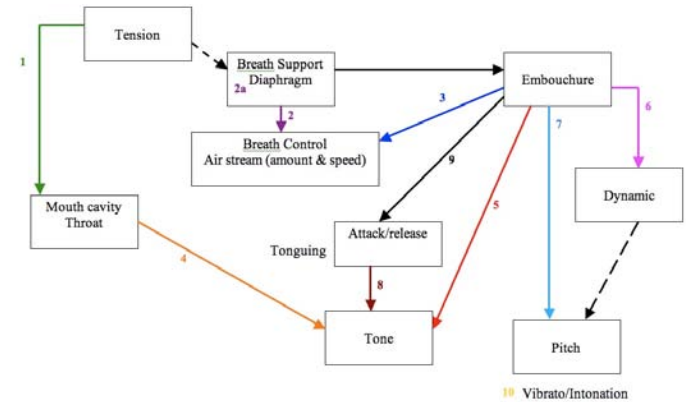 Tension
1
Breath Support
Diaphragm
2a
Embouchure
2
3
6
7
Breath Control
Air stream (amount & speed)
9
Dynamic
Mouth cavity
Throat
5
Attack/release
Tonguing
4
8
Tone
Pitch
10 Vibrato/Intonation